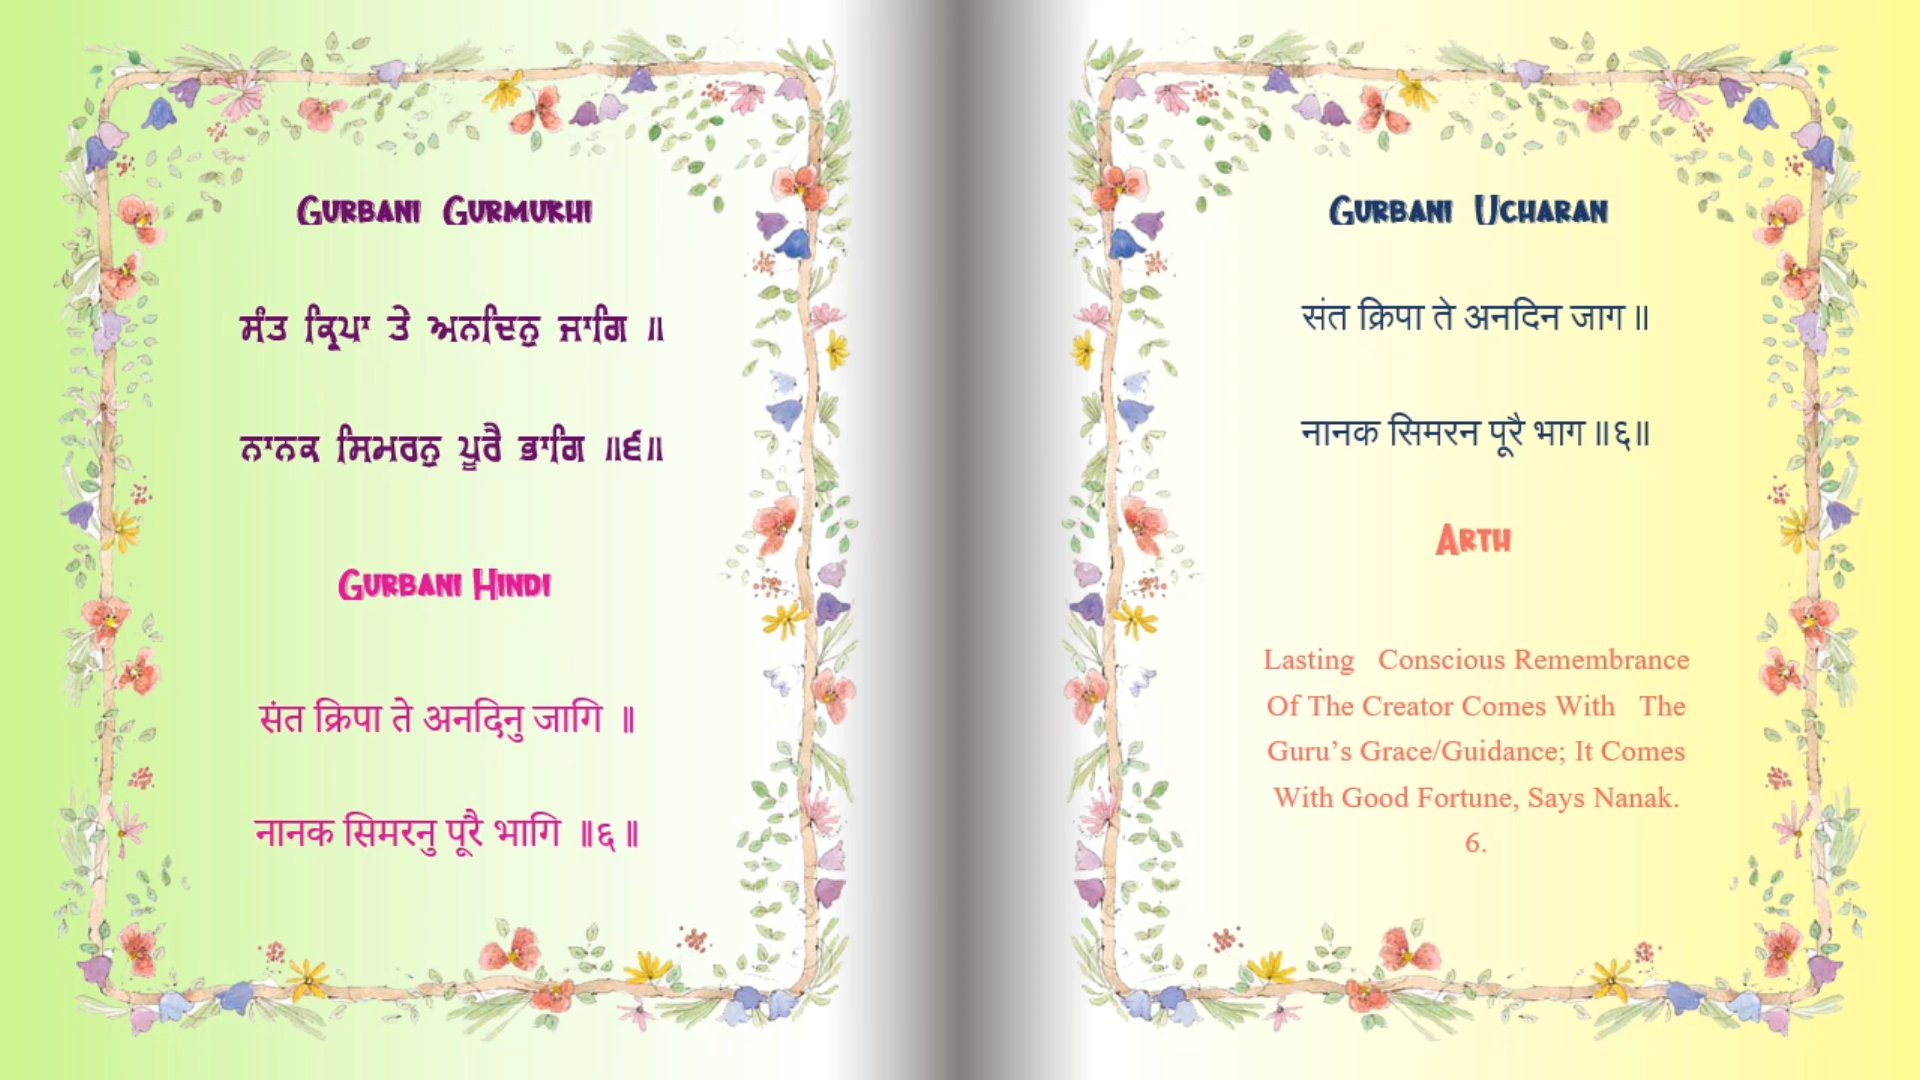 GURBANI GURMUKHI
ਸੰਤ ਕ੍ਰਿਪਾ ਤੇ ਅਨਦਿਨੁ ਜਾਗਿ ॥
ਨਾਨਕ ਸਿਮਰਨੁ ਪੂਰੈ ਭਾਗਿ ॥੬॥
GURBANI HINDI
संत क्रिपा ते अनदिनु जागि ॥
नानक सिमरनु पूरै भागि ॥६॥
GURBANI UCHARAN
संत क्रिपा ते अनदिन जाग ॥
नानक सिमरन पूरै भाग ॥६॥
ARTH
Lasting Conscious Remembrance
Of The Creator Comes With The
Guru’s Grace/Guidance; It Comes
With Good Fortune, Says Nanak.
6.